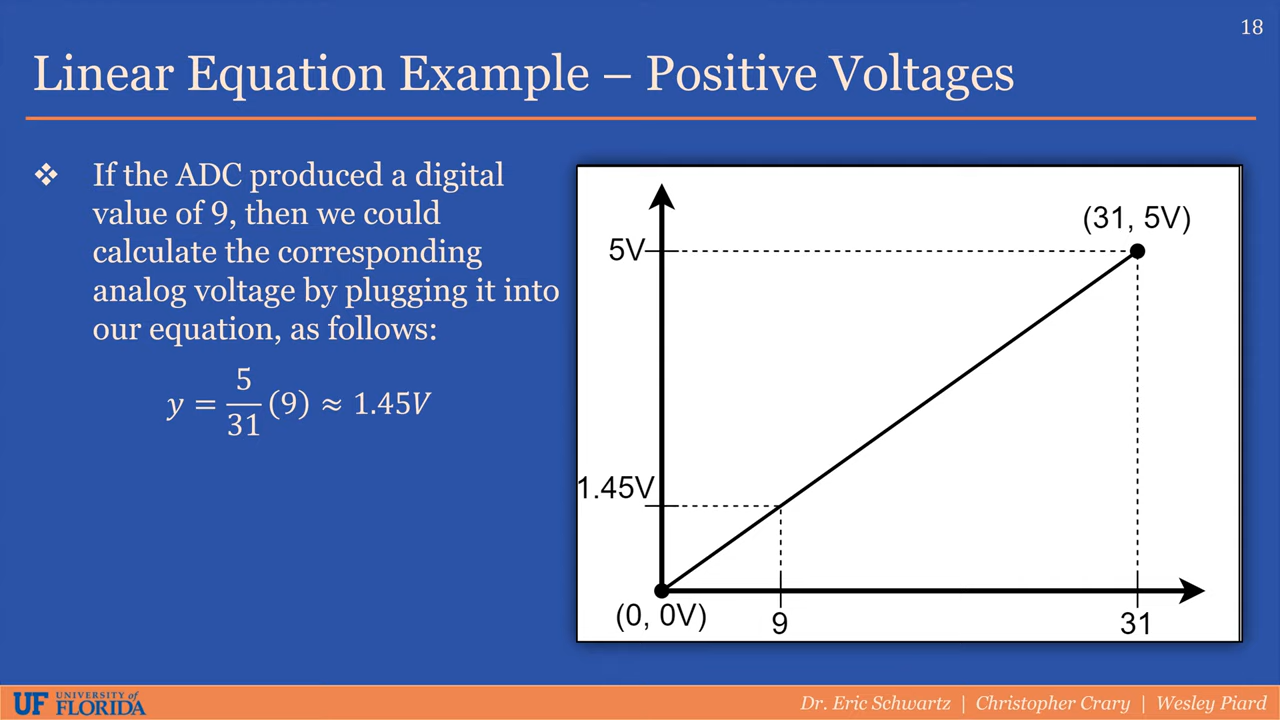 18
Linear Equation Example – Positive Voltages
❖ If the ADC produced a digital
value of 9, then we could
calculate the corresponding
analog voltage by plugging it into
our equation, as follows:
y = 5/31 (9) ≈ 1.45V
(31, 5V)
5V
1.45V
(0, 0V)
9
31
UF UNIVERSITY of
FLORIDA
Dr. Eric Schwartz | Christopher Crary | Wesley Piard